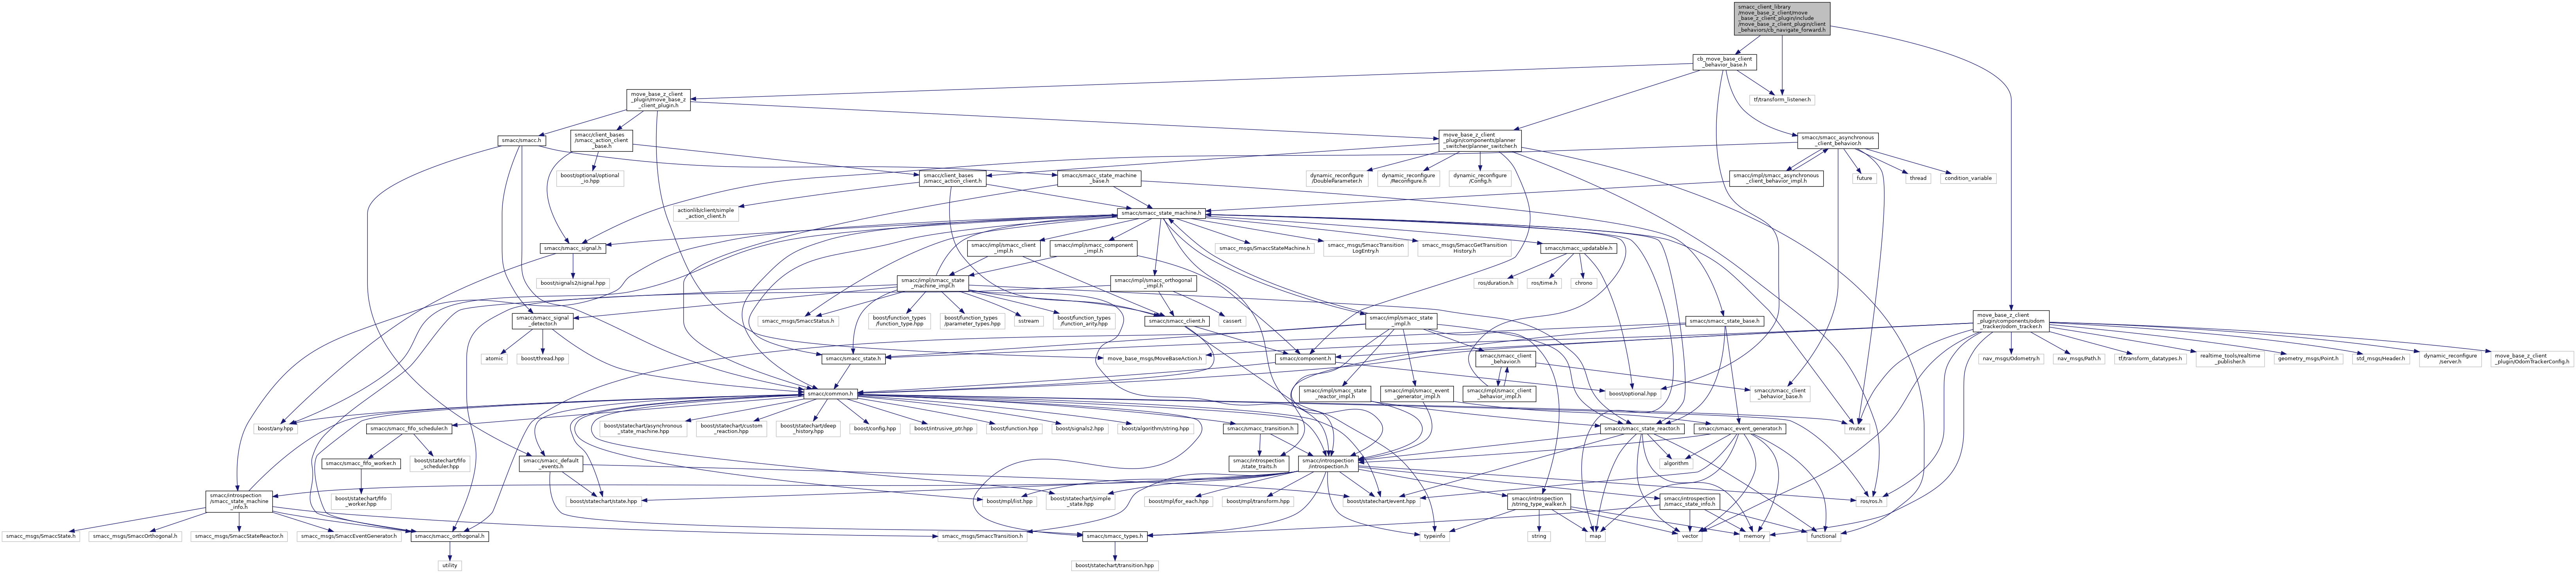 smacc_client_library
/move_base_z_client/move
_base_z_client_plugin/include
/move_base_z_client_plugin/client
_behaviors/cb_navigate_forward.h
cb_move_base_client
_behavior_base.h
move_base_z_client
_plugin/move_base_z
_client_plugin.h
tf/transform_listener.h
smacc/smacc.h
smacc/client_bases
/smacc_action_client
_base.h
move_base_z_client
_plugin/components/planner
_switcher/planner_switcher.h
smacc/smacc_asynchronous
_client_behavior.h
boost/optional/optional
_io.hpp
smacc/client_bases
/smacc_action_client.h
smacc/smacc_state_machine
_base.h
dynamic_reconfigure
/DoubleParameter.h
dynamic_reconfigure
/Reconfigure.h
dynamic_reconfigure
/Config.h
smacc/impl/smacc_asynchronous
_client_behavior_impl.h
future
thread
condition_variable
actionlib/client/simple
_action_client.h
smacc/smacc_state_machine.h
smacc/smacc_signal.h
smacc/impl/smacc_client
_impl.h
smacc/impl/smacc_component
_impl.h
smacc_msgs/SmaccStateMachine.h
smacc_msgs/SmaccTransition
LogEntry.h
smacc_msgs/SmaccGetTransition
History.h
smacc/smacc_updatable.h
boost/signals2/signal.hpp
smacc/impl/smacc_state
_machine_impl.h
smacc/impl/smacc_orthogonal
_impl.h
ros/duration.h
ros/time.h
chrono
smacc/smacc_signal
_detector.h
smacc_msgs/SmaccStatus.h
boost/function_types
/function_type.hpp
boost/function_types
/parameter_types.hpp
sstream
boost/function_types
/function_arity.hpp
smacc/smacc_client.h
cassert
smacc/impl/smacc_state
_impl.h
smacc/smacc_state_base.h
move_base_z_client
_plugin/components/odom
_tracker/odom_tracker.h
atomic
boost/thread.hpp
smacc/smacc_state.h
move_base_msgs/MoveBaseAction.h
smacc/component.h
smacc/smacc_client
_behavior.h
nav_msgs/Odometry.h
nav_msgs/Path.h
tf/transform_datatypes.h
realtime_tools/realtime
_publisher.h
geometry_msgs/Point.h
std_msgs/Header.h
dynamic_reconfigure
/server.h
move_base_z_client
_plugin/OdomTrackerConfig.h
smacc/common.h
smacc/impl/smacc_state
_reactor_impl.h
smacc/impl/smacc_event
_generator_impl.h
smacc/impl/smacc_client
_behavior_impl.h
boost/optional.hpp
smacc/smacc_client
_behavior_base.h
boost/any.hpp
smacc/smacc_fifo_scheduler.h
boost/statechart/asynchronous
_state_machine.hpp
boost/statechart/custom
_reaction.hpp
boost/statechart/deep
_history.hpp
boost/config.hpp
boost/intrusive_ptr.hpp
boost/function.hpp
boost/signals2.hpp
boost/algorithm/string.hpp
smacc/smacc_transition.h
smacc/smacc_state_reactor.h
smacc/smacc_event_generator.h
mutex
smacc/smacc_fifo_worker.h
boost/statechart/fifo
_scheduler.hpp
smacc/smacc_default
_events.h
smacc/introspection
/state_traits.h
smacc/introspection
/introspection.h
algorithm
smacc/introspection
/smacc_state_machine
_info.h
boost/statechart/fifo
_worker.hpp
boost/statechart/state.hpp
boost/mpl/list.hpp
boost/statechart/simple
_state.hpp
boost/mpl/for_each.hpp
boost/mpl/transform.hpp
boost/statechart/event.hpp
smacc/introspection
/string_type_walker.h
smacc/introspection
/smacc_state_info.h
ros/ros.h
smacc_msgs/SmaccState.h
smacc_msgs/SmaccOrthogonal.h
smacc_msgs/SmaccStateReactor.h
smacc_msgs/SmaccEventGenerator.h
smacc/smacc_orthogonal.h
smacc_msgs/SmaccTransition.h
smacc/smacc_types.h
typeinfo
string
map
vector
memory
functional
utility
boost/statechart/transition.hpp